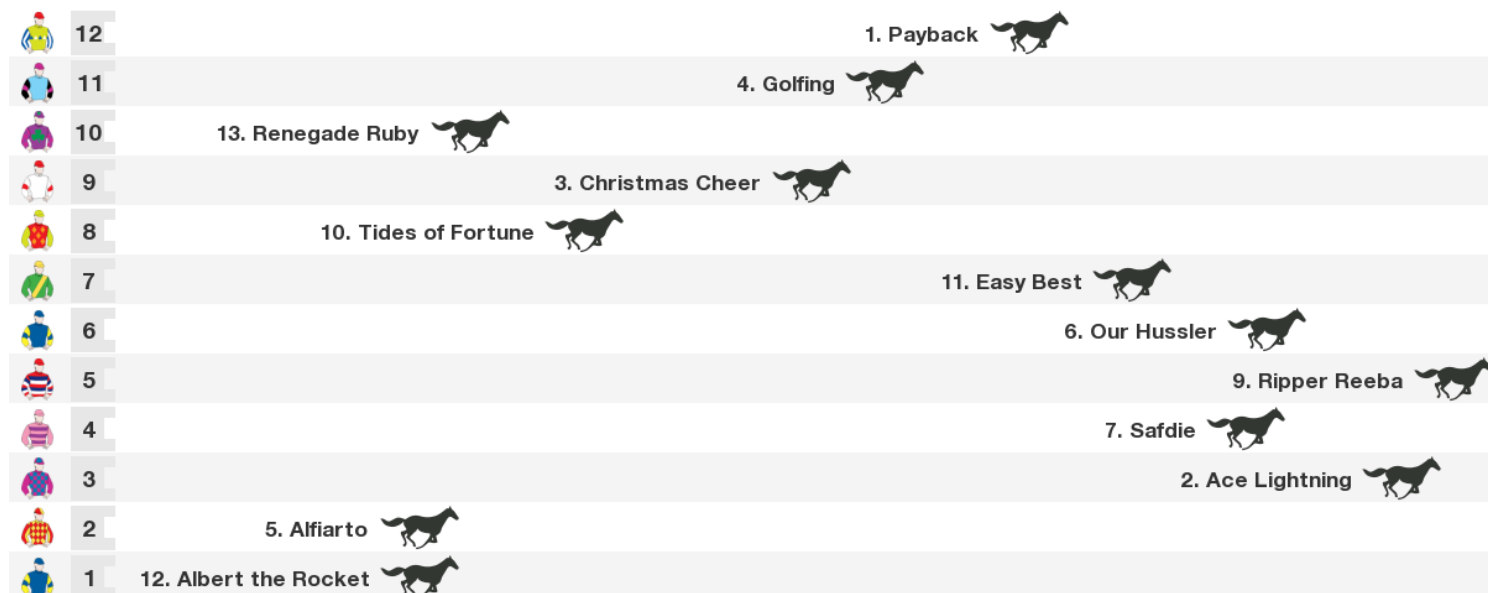 12 1. Payback
11 4. Golfing
10 13. Renegade Ruby
9 3. Christmas Cheer
8 10. Tides of Fortune
7 11. Easy Best
6 6. Our Hussler
5 9. Ripper Reeba
4 7. Safdie
3 2. Ace Lightning
2 5. Alfiarto
1 12. Albert the Rocket